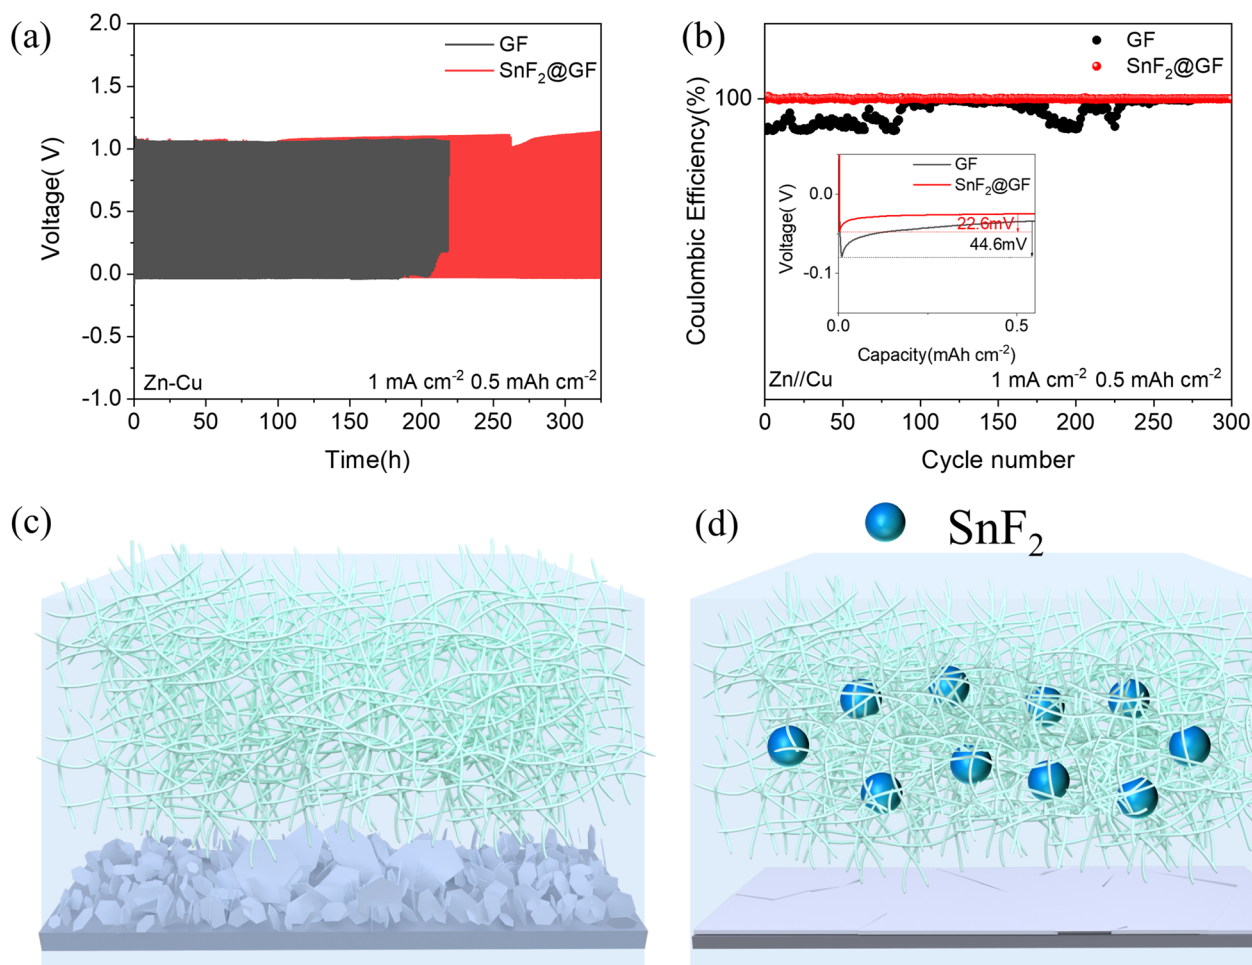 (a)
2.0
1.5
1.0
0.5
0.0
-0.5
-1.0
Voltage( V)
GF
SnF2@GF
Zn-Cu
1 mA cm-2 0.5 mAh cm-2
0
50
100
150
200
250
300
Time(h)
(b)
100
Coulombic Efficiency(%)
GF
SnF2@GF
GF
SnF2@GF
0.0
-0.1
Voltage( V)
22.6mV
44.6mV
0.0
0.5
Capacity(mAh cm-2)
Zn//Cu
1 mA cm-2 0.5 mAh cm-2
0
50
100
150
200
250
300
Cycle number
(c)
(d)
SnF2